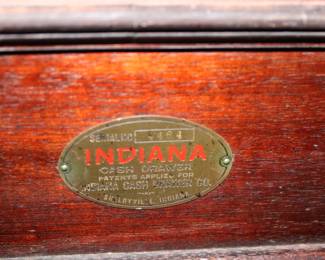 SERIAL NO.
INDIANA
CASH DRAWER
PATENTS APPLIED FOR
INDIANA CASH DRAWER CO.
SHELBYVILLE, INDIANA